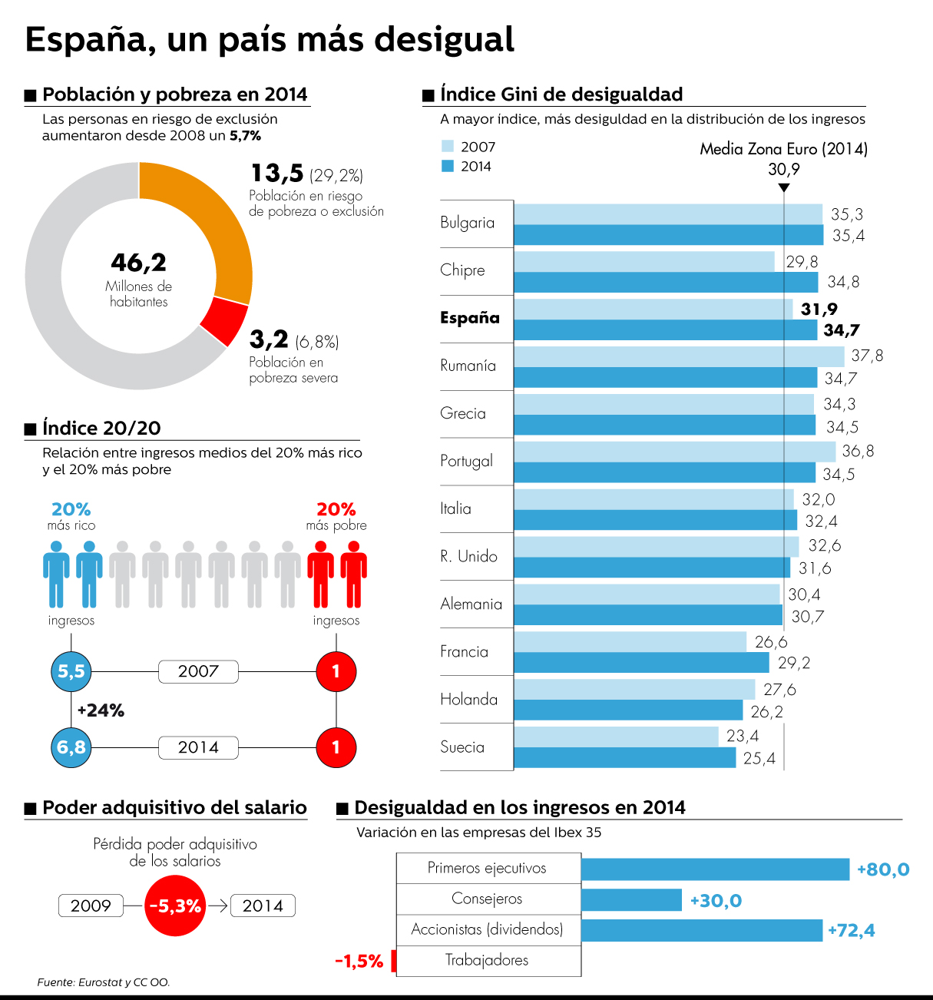 España, un país más desigual
Población y pobreza en 2014
Las personas en riesgo de exclusión
aumentaron desde 2008 un 5,7%
13,5 (29,2%)
Población en riesgo
de pobreza o exclusión
46,2
Millones de
habitantes
3,2 (6,8%)
Población en
pobreza severa
Índice 20/20
Relación entre ingresos medios del 20% más rico
y el 20% más pobre
20%
más rico
20%
más pobre
ingresos
ingresos
5,5
2007
1
+24%
6,8
2014
1
Índice Gini de desigualdad
A mayor índice, más desiguldad en la distribución de los ingresos
2007
2014
Media Zona Euro (2014)
30,9
Bulgaria
35,3
35,4
Chipre
29,8
34,8
España
31,9
34,7
Rumanía
37,8
34,7
Grecia
34,3
34,5
Portugal
36,8
34,5
Italia
32,0
32,4
R. Unido
32,6
31,6
Alemania
30,4
30,7
Francia
26,6
29,2
Holanda
27,6
26,2
Suecia
23,4
25,4
Poder adquisitivo del salario
Pérdida poder adquisitivo
de los salarios
2009
-5,3%
2014
Desigualdad en los ingresos en 2014
Variación en las empresas del Ibex 35
Primeros ejecutivos
+80,0
Consejeros
+30,0
Accionistas (dividendos)
+72,4
-1,5%
Trabajadores
Fuente: Eurostat y CC OO.